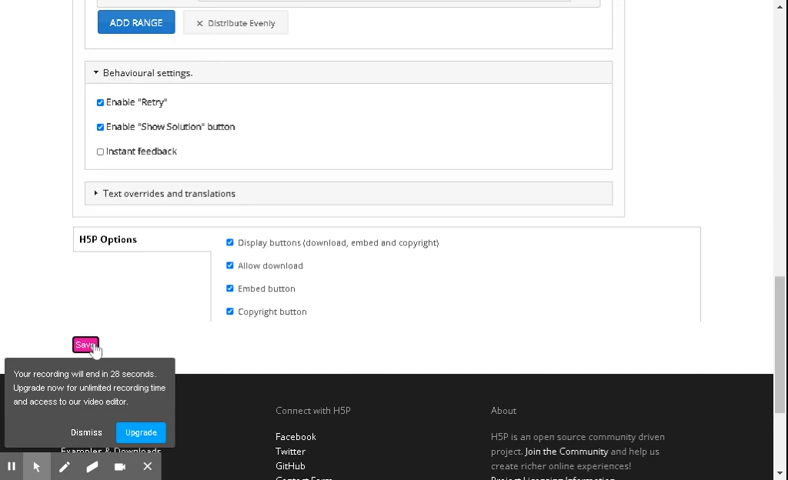 ADD RANGE
✕ Distribute Evenly
Behavioural settings.
Enable "Retry"
Enable "Show Solution" button
Instant feedback
Text overrides and translations
H5P Options
Display buttons (download, embed and copyright)
Allow download
Embed button
Copyright button
Save
Your recording will end in 28 seconds.
Upgrade now for unlimited recording time
and access to our video editor.
Dismiss
Upgrade
Examples & Downloads
Connect with H5P
Facebook
Twitter
GitHub
About
H5P is an open source community driven
project. Join the Community and help us
create richer online experiences!